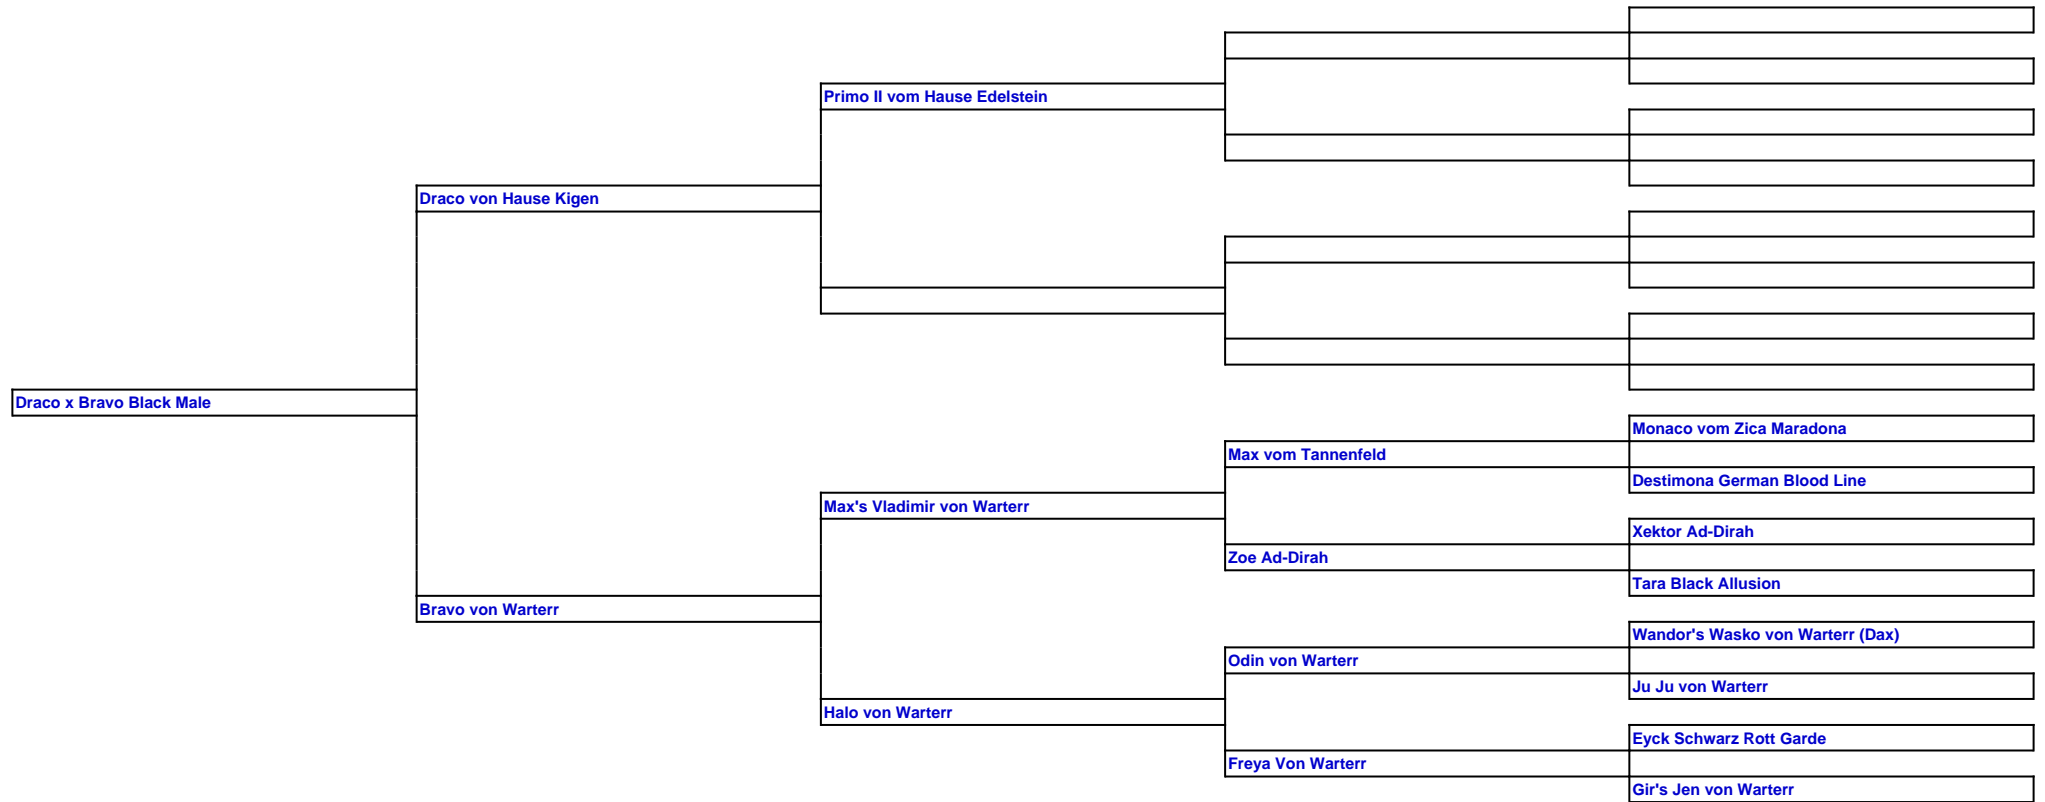 Primo II vom Hause Edelstein
Draco von Hause Kigen
Draco x Bravo Black Male
Monaco vom Zica Maradona
Max vom Tannenfeld
Destimona German Blood Line
Max's Vladimir von Warterr
Xektor Ad-Dirah
Zoe Ad-Dirah
Tara Black Allusion
Bravo von Warterr
Wandor's Wasko von Warterr (Dax)
Odin von Warterr
Ju Ju von Warterr
Halo von Warterr
Eyck Schwarz Rott Garde
Freya Von Warterr
Gir's Jen von Warterr